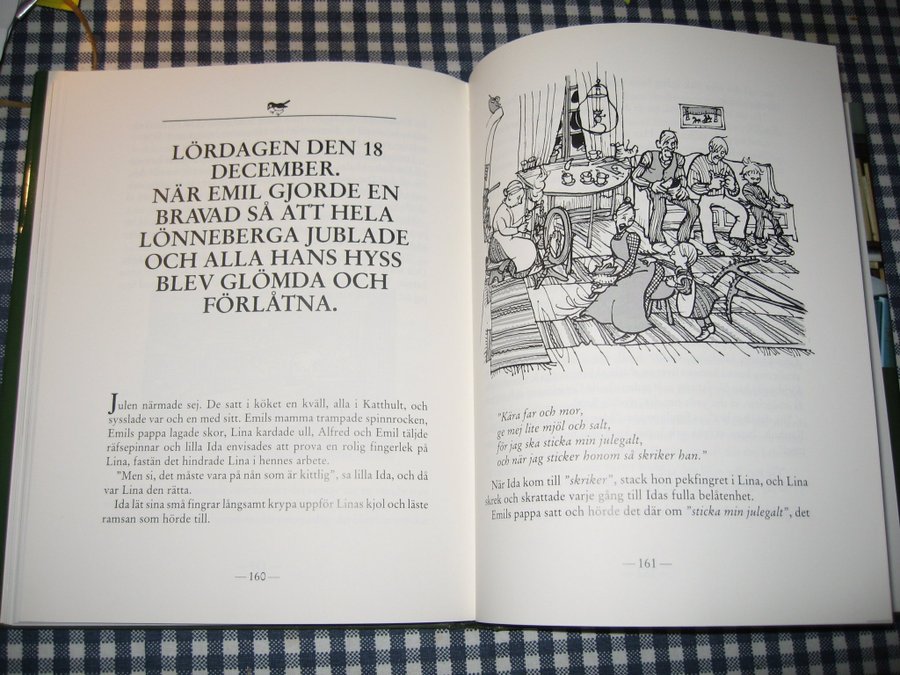 LÖRDAGEN DEN 18
DECEMBER.
NÄR EMIL GJORDE EN
BRAVAD SÅ ATT HELA
LÖNNEBERGA JUBLADE
OCH ALLA HANS HYSS
BLEV GLÖMDA OCH
FÖRLÅTNA.
Julen närmade sej. De satt i köket en kväll, alla i Katthult, och
sysslade var och en med sitt. Emils mamma trampade spinnrocken,
Emils pappa lagade skor, Lina kardade ull, Alfred och Emil täljde
räfsepinnar och lilla Ida envisades att prova en rolig fingerlek på
Lina, fastän det hindrade Lina i hennes arbete.
"Men si, det måste vara på nån som är kittlig", sa lilla Ida, och då
var Lina den rätta.
Ida lät sina små fingrar långsamt krypa uppför Linas kjol och läste
ramsan som hörde till.
—160—
"Kära far och mor,
ge mej lite mjöl och salt,
för jag ska sticka min julegalt,
och när jag sticker honom så skriker han."
När Ida kom till "skriker", stack hon pekfingret i Lina, och Lina
skrek och skrattade varje gång till Idas fulla belåtenhet.
Emils pappa satt och hörde det där om "sticka min julegalt", det
—161—